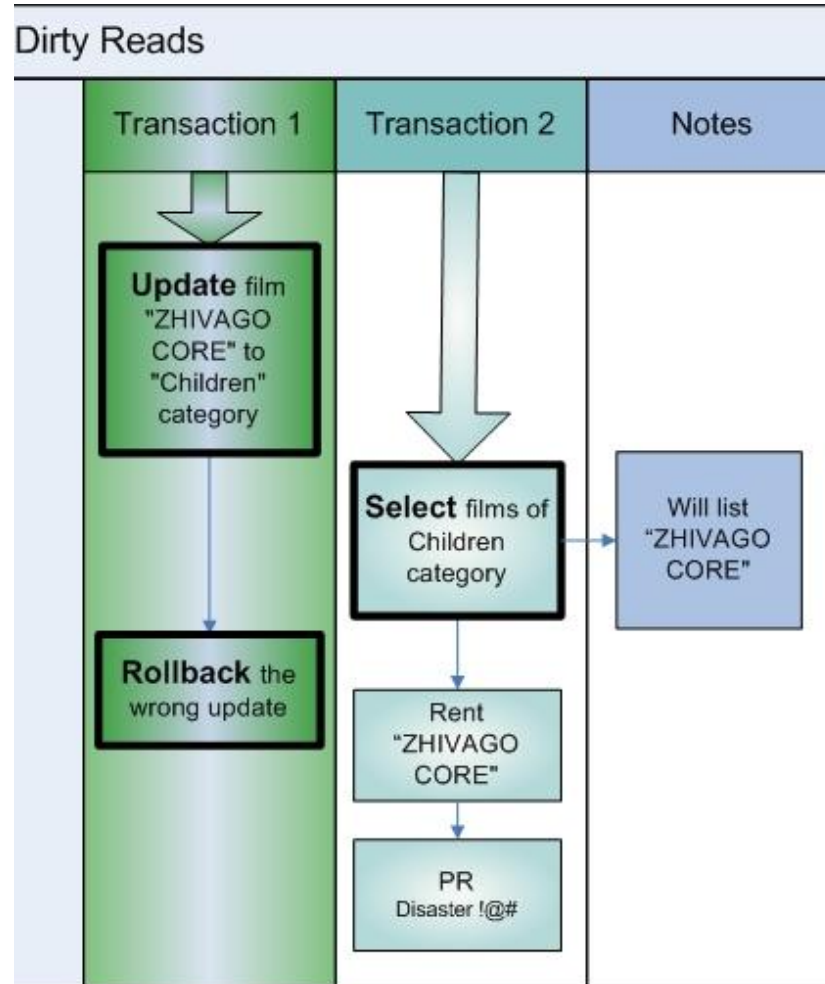 Dirty Reads
Transaction 1
Transaction 2
Notes
Update film
"ZHIVAGO
CORE" to
"Children"
category
Select films of
Children
category
Will list
“ZHIVAGO
CORE"
Rollback the
wrong update
Rent
“ZHIVAGO
CORE"
PR
Disaster !@#